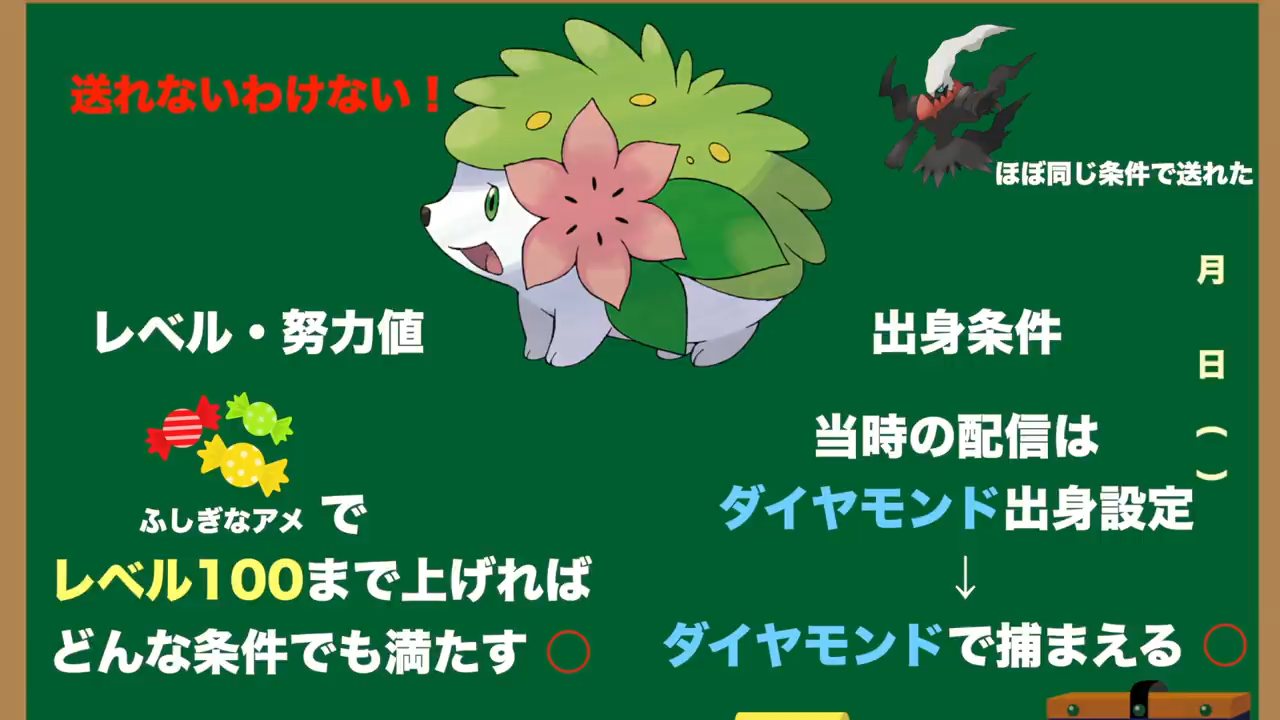 送れないわけない！
ほぼ同じ条件で送れた
レベル・努力値
ふしぎなアメ で
レベル100まで上げれば
どんな条件でも満たす ○
出身条件
当時の配信は
ダイヤモンド出身設定
↓
ダイヤモンドで捕まえる ○
月
日
（
）